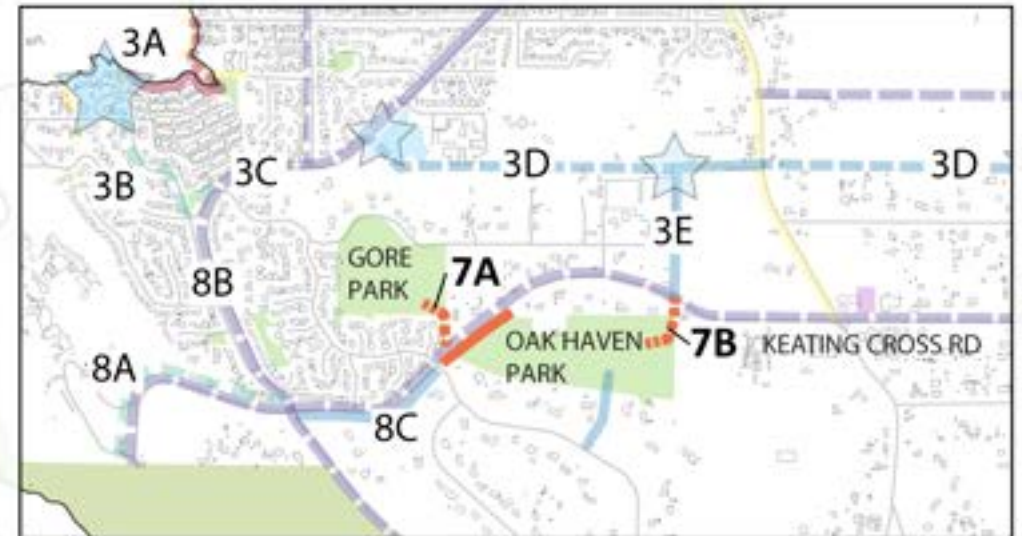 3A
3B
3C
3D
3D
3E
GORE
PARK
7A
8B
OAK HAVEN
PARK
7B
KEATING CROSS RD
8A
8C